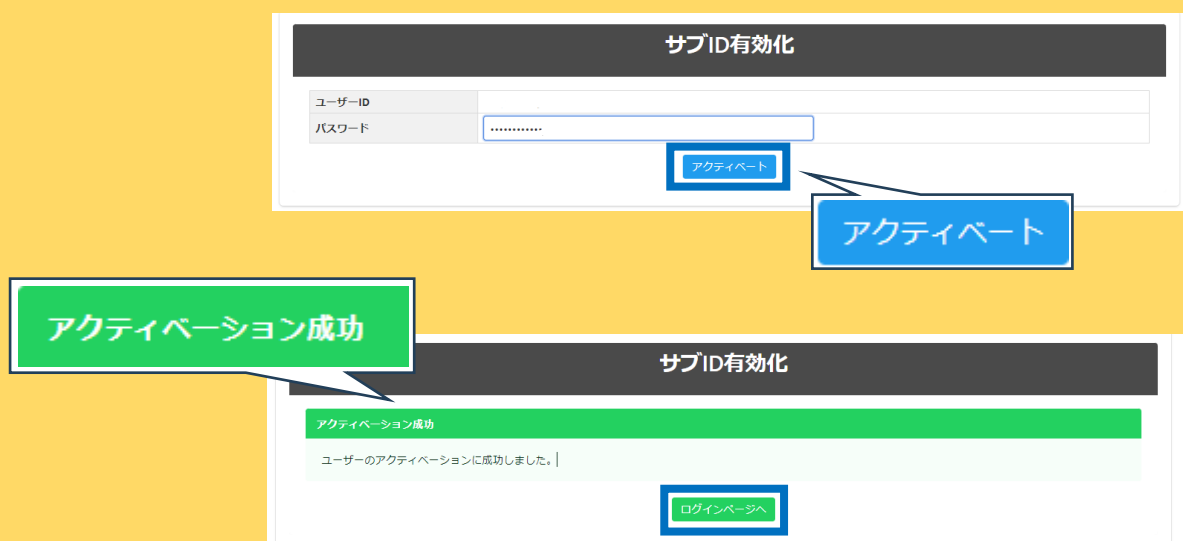 サブID有効化
ユーザーID
パスワード
アクティベート
アクティベート
アクティベーション成功
サブID有効化
アクティベーション成功
ユーザーのアクティベーションに成功しました。
ログインページへ